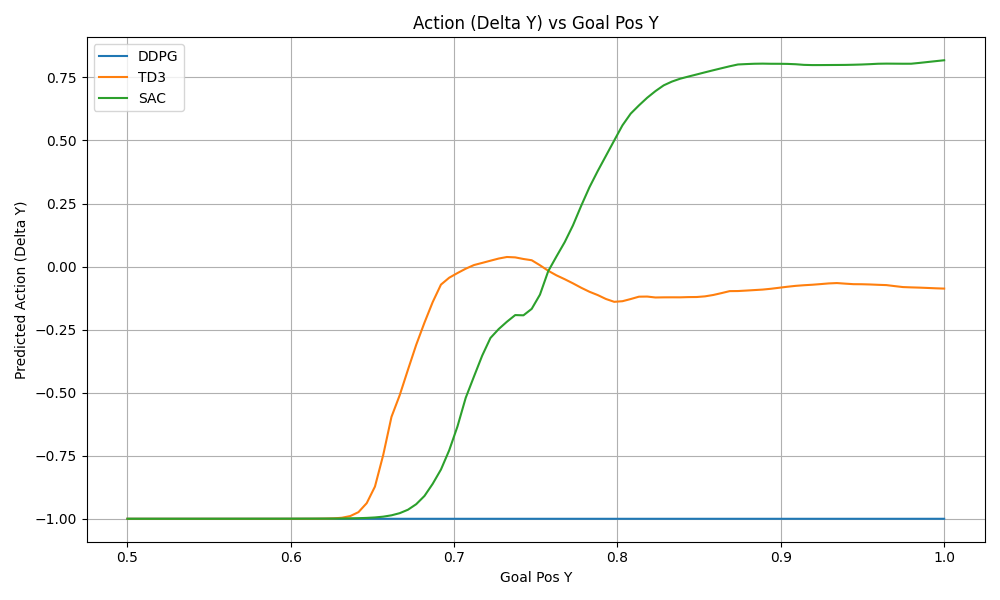 Action (Delta Y) vs Goal Pos Y
DDPG
TD3
SAC
Predicted Action (Delta Y)
0.75
0.50
0.25
0.00
−0.25
−0.50
−0.75
−1.00
0.5 0.6 0.7 0.8 0.9 1.0
Goal Pos Y